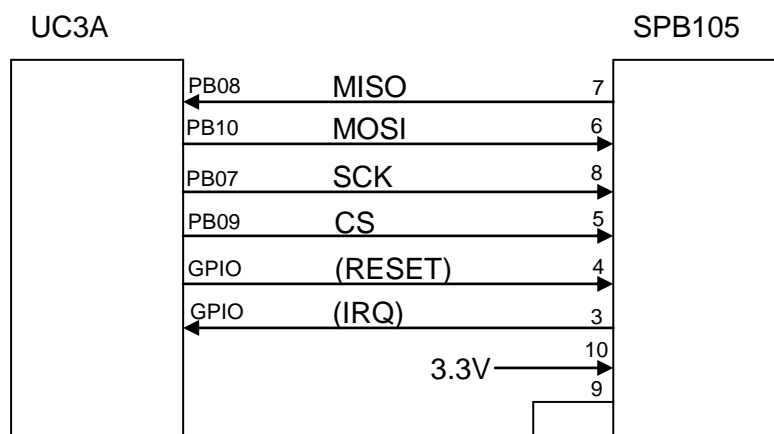 UC3A SPB105
PB08 MISO 7
PB10 MOSI 6
PB07 SCK 8
PB09 CS 5
GPIO (RESET) 4
GPIO (IRQ) 3
3.3V 10
9